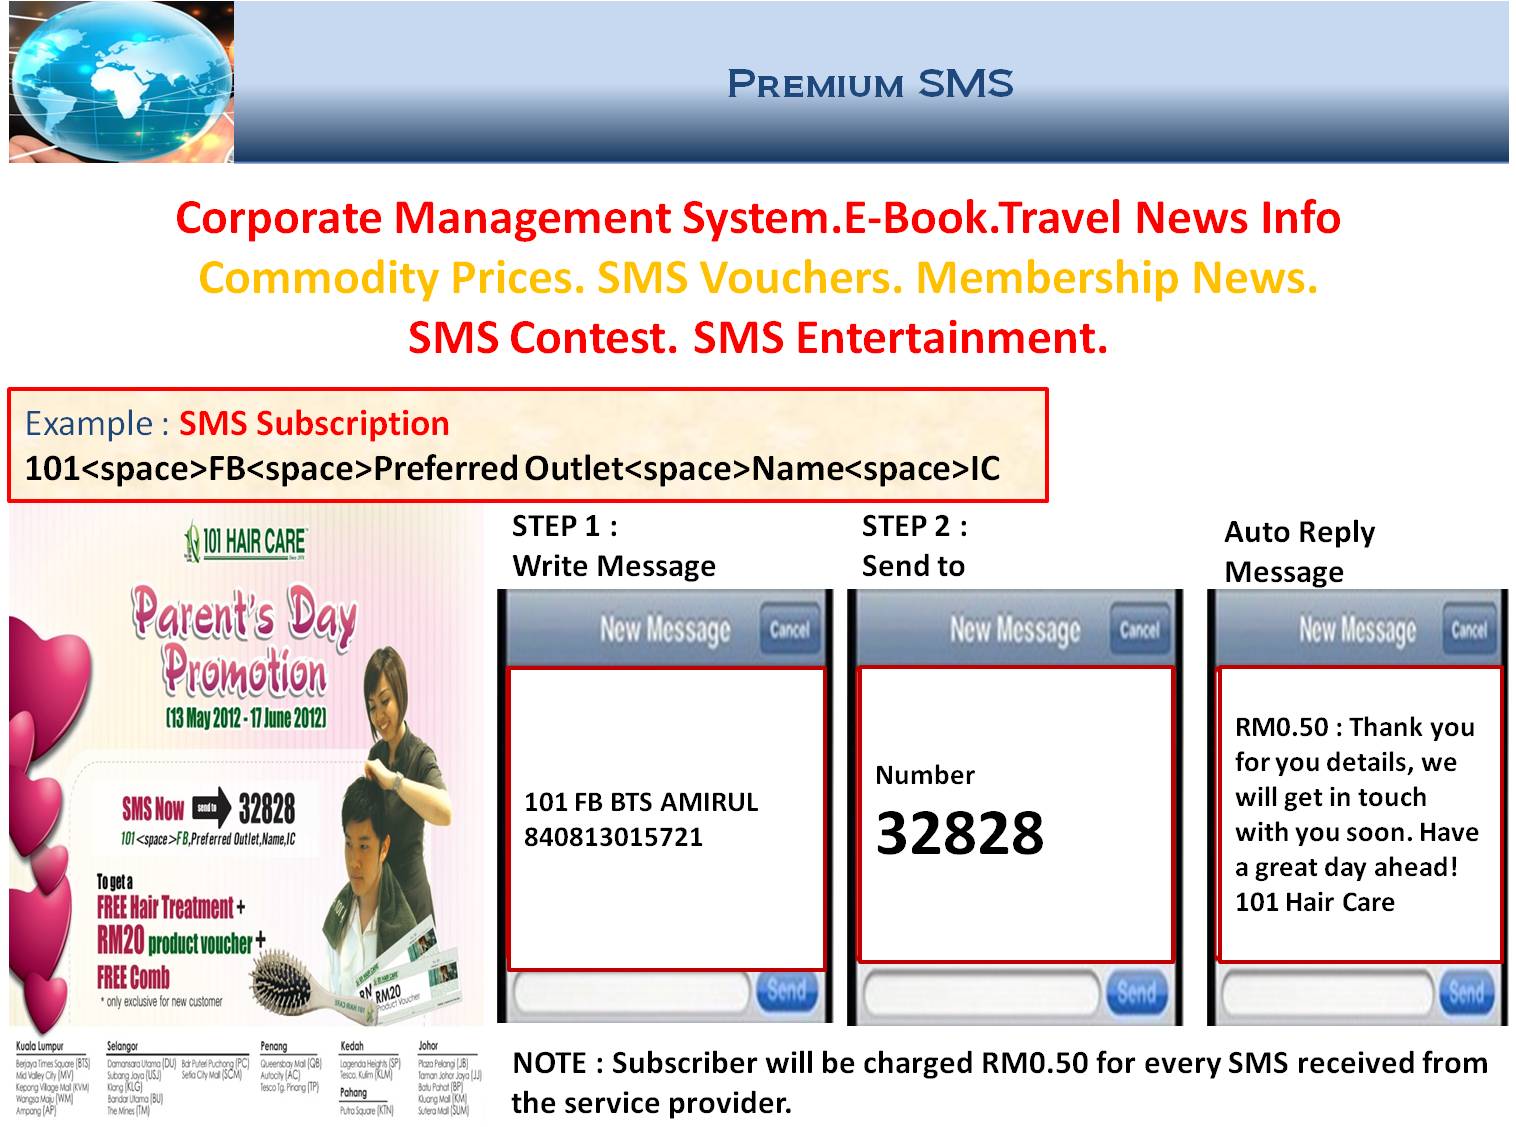 Premium SMS
Corporate Management System.E-Book.Travel News Info
Commodity Prices. SMS Vouchers. Membership News.
SMS Contest. SMS Entertainment.
Example : SMS Subscription
101<space>FB<space>Preferred Outlet<space>Name<space>IC
101 HAIR CARE
Parent's Day
Promotion
(13 May 2012 - 17 June 2012)
SMS Now send to 32828
101<space>FB,Preferred Outlet,Name,IC
To get a
FREE Hair Treatment +
RM20 product voucher +
FREE Comb
* only exclusive for new customer
RM20
Product Voucher
Kuala Lumpur
Berjaya Times Square (BTS)
Mid Valley City (MV)
Kepong Village Mall (KVM)
Wangsa Maju (WM)
Ampang (AP)
Selangor
Damansara Utama (DU)
Subang Jaya (USJ)
Klang (KLG)
Bandar Utama (BU)
The Mines (TM)
Bdr Puteri Puchong (PC)
Setia City Mall (SCM)
Penang
Queensbay Mall (QB)
Autocity (AC)
Tesco Tg. Pinang (TP)
Kedah
Lagenda Heights (SP)
Tesco, Kulim (KLM)
Pahang
Putra Square (KTN)
Johor
Plaza Pelangi (JB)
Taman Johor Jaya (JJ)
Batu Pahat (BP)
Kluang Mall (KM)
Sutera Mall (SUM)
STEP 1 :
Write Message
New Message Cancel
101 FB BTS AMIRUL
840813015721
Send
STEP 2 :
Send to
New Message Cancel
Number
32828
Send
Auto Reply
Message
New Message Cancel
RM0.50 : Thank you
for you details, we
will get in touch
with you soon. Have
a great day ahead!
101 Hair Care
Send
NOTE : Subscriber will be charged RM0.50 for every SMS received from
the service provider.